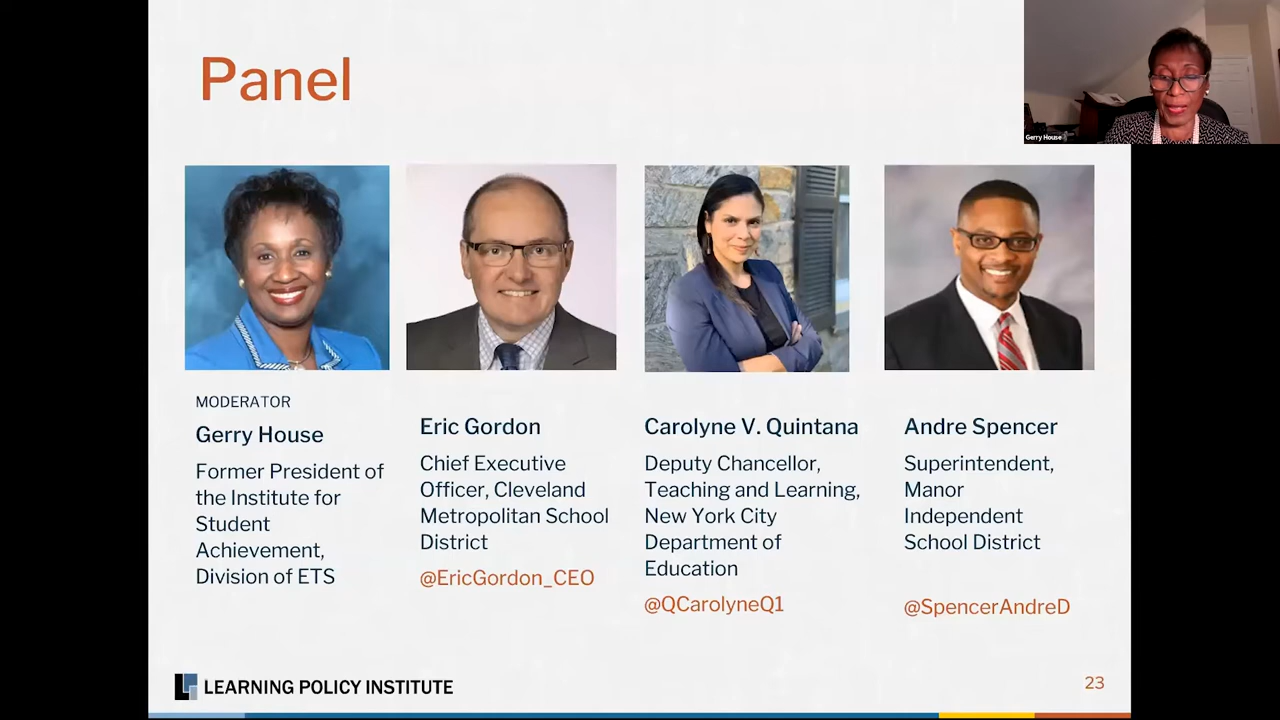 Panel
Gerry House
MODERATOR
Gerry House
Former President of
the Institute for
Student
Achievement,
Division of ETS
Eric Gordon
Chief Executive
Officer, Cleveland
Metropolitan School
District
@EricGordon_CEO
Carolyne V. Quintana
Deputy Chancellor,
Teaching and Learning,
New York City
Department of
Education
@QCarolyneQ1
Andre Spencer
Superintendent,
Manor
Independent
School District
@SpencerAndreD
LEARNING POLICY INSTITUTE
23